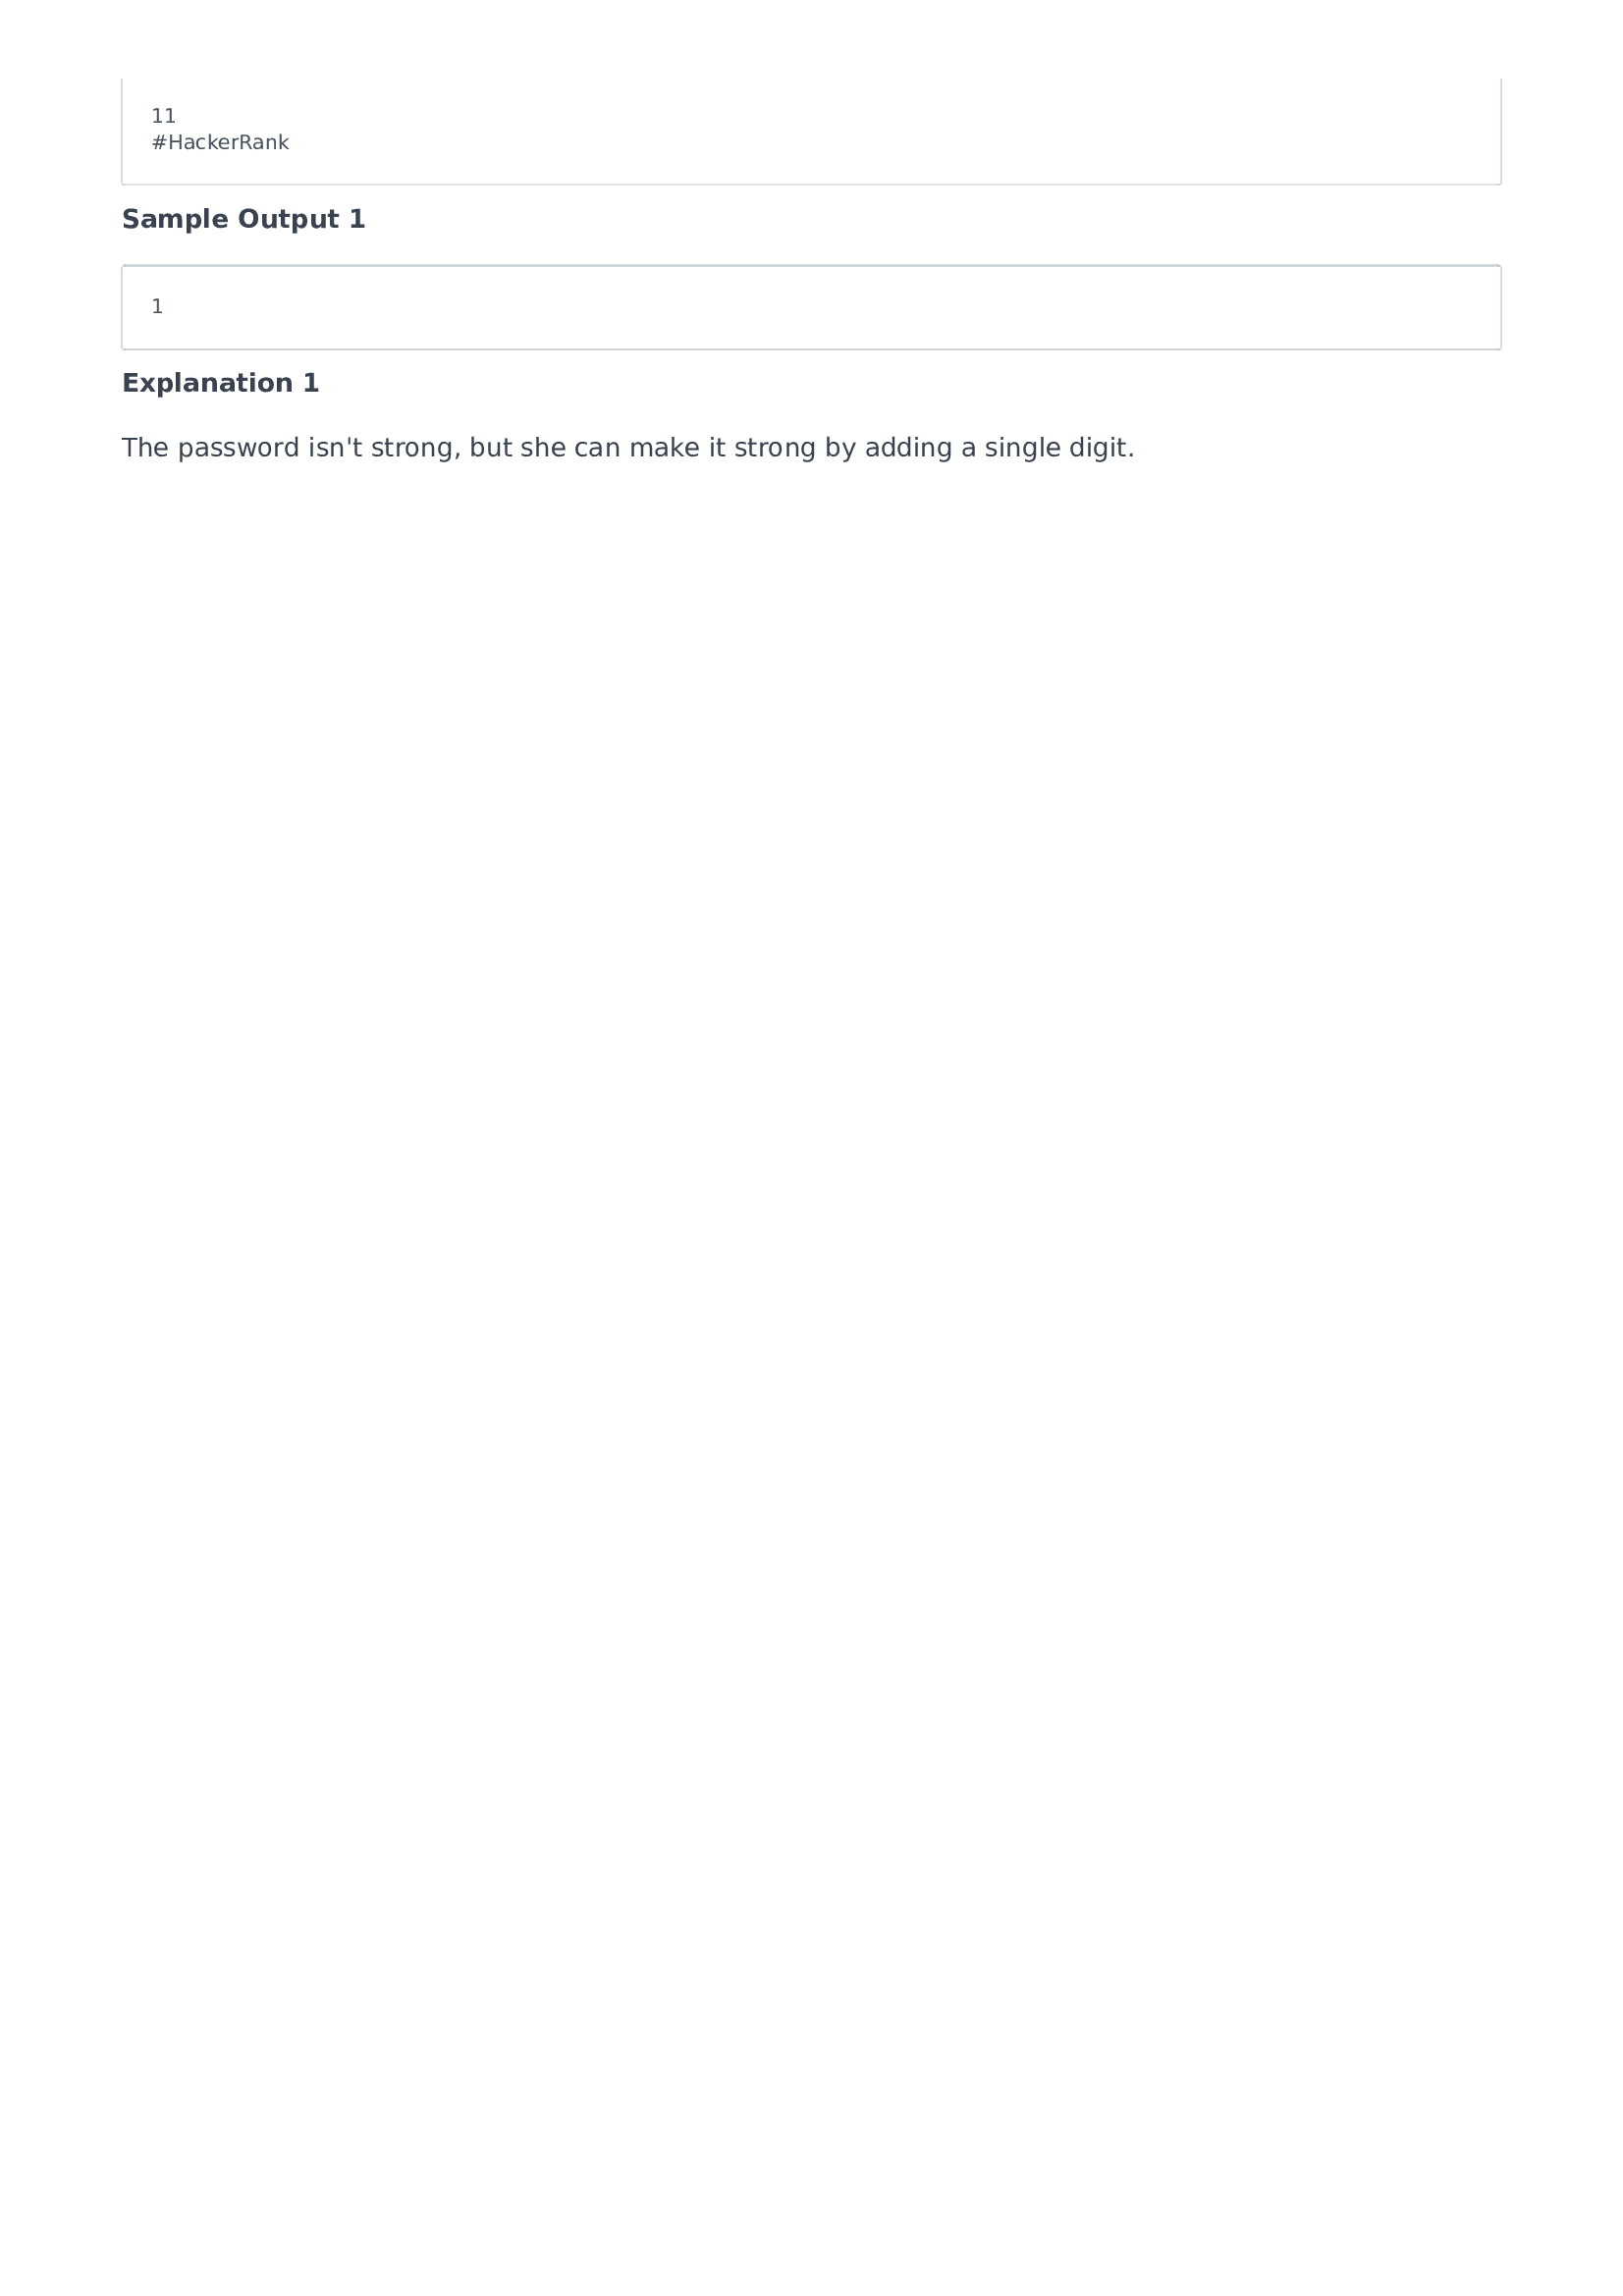 11
#HackerRank
Sample Output 1
1
Explanation 1
The password isn't strong, but she can make it strong by adding a single digit.